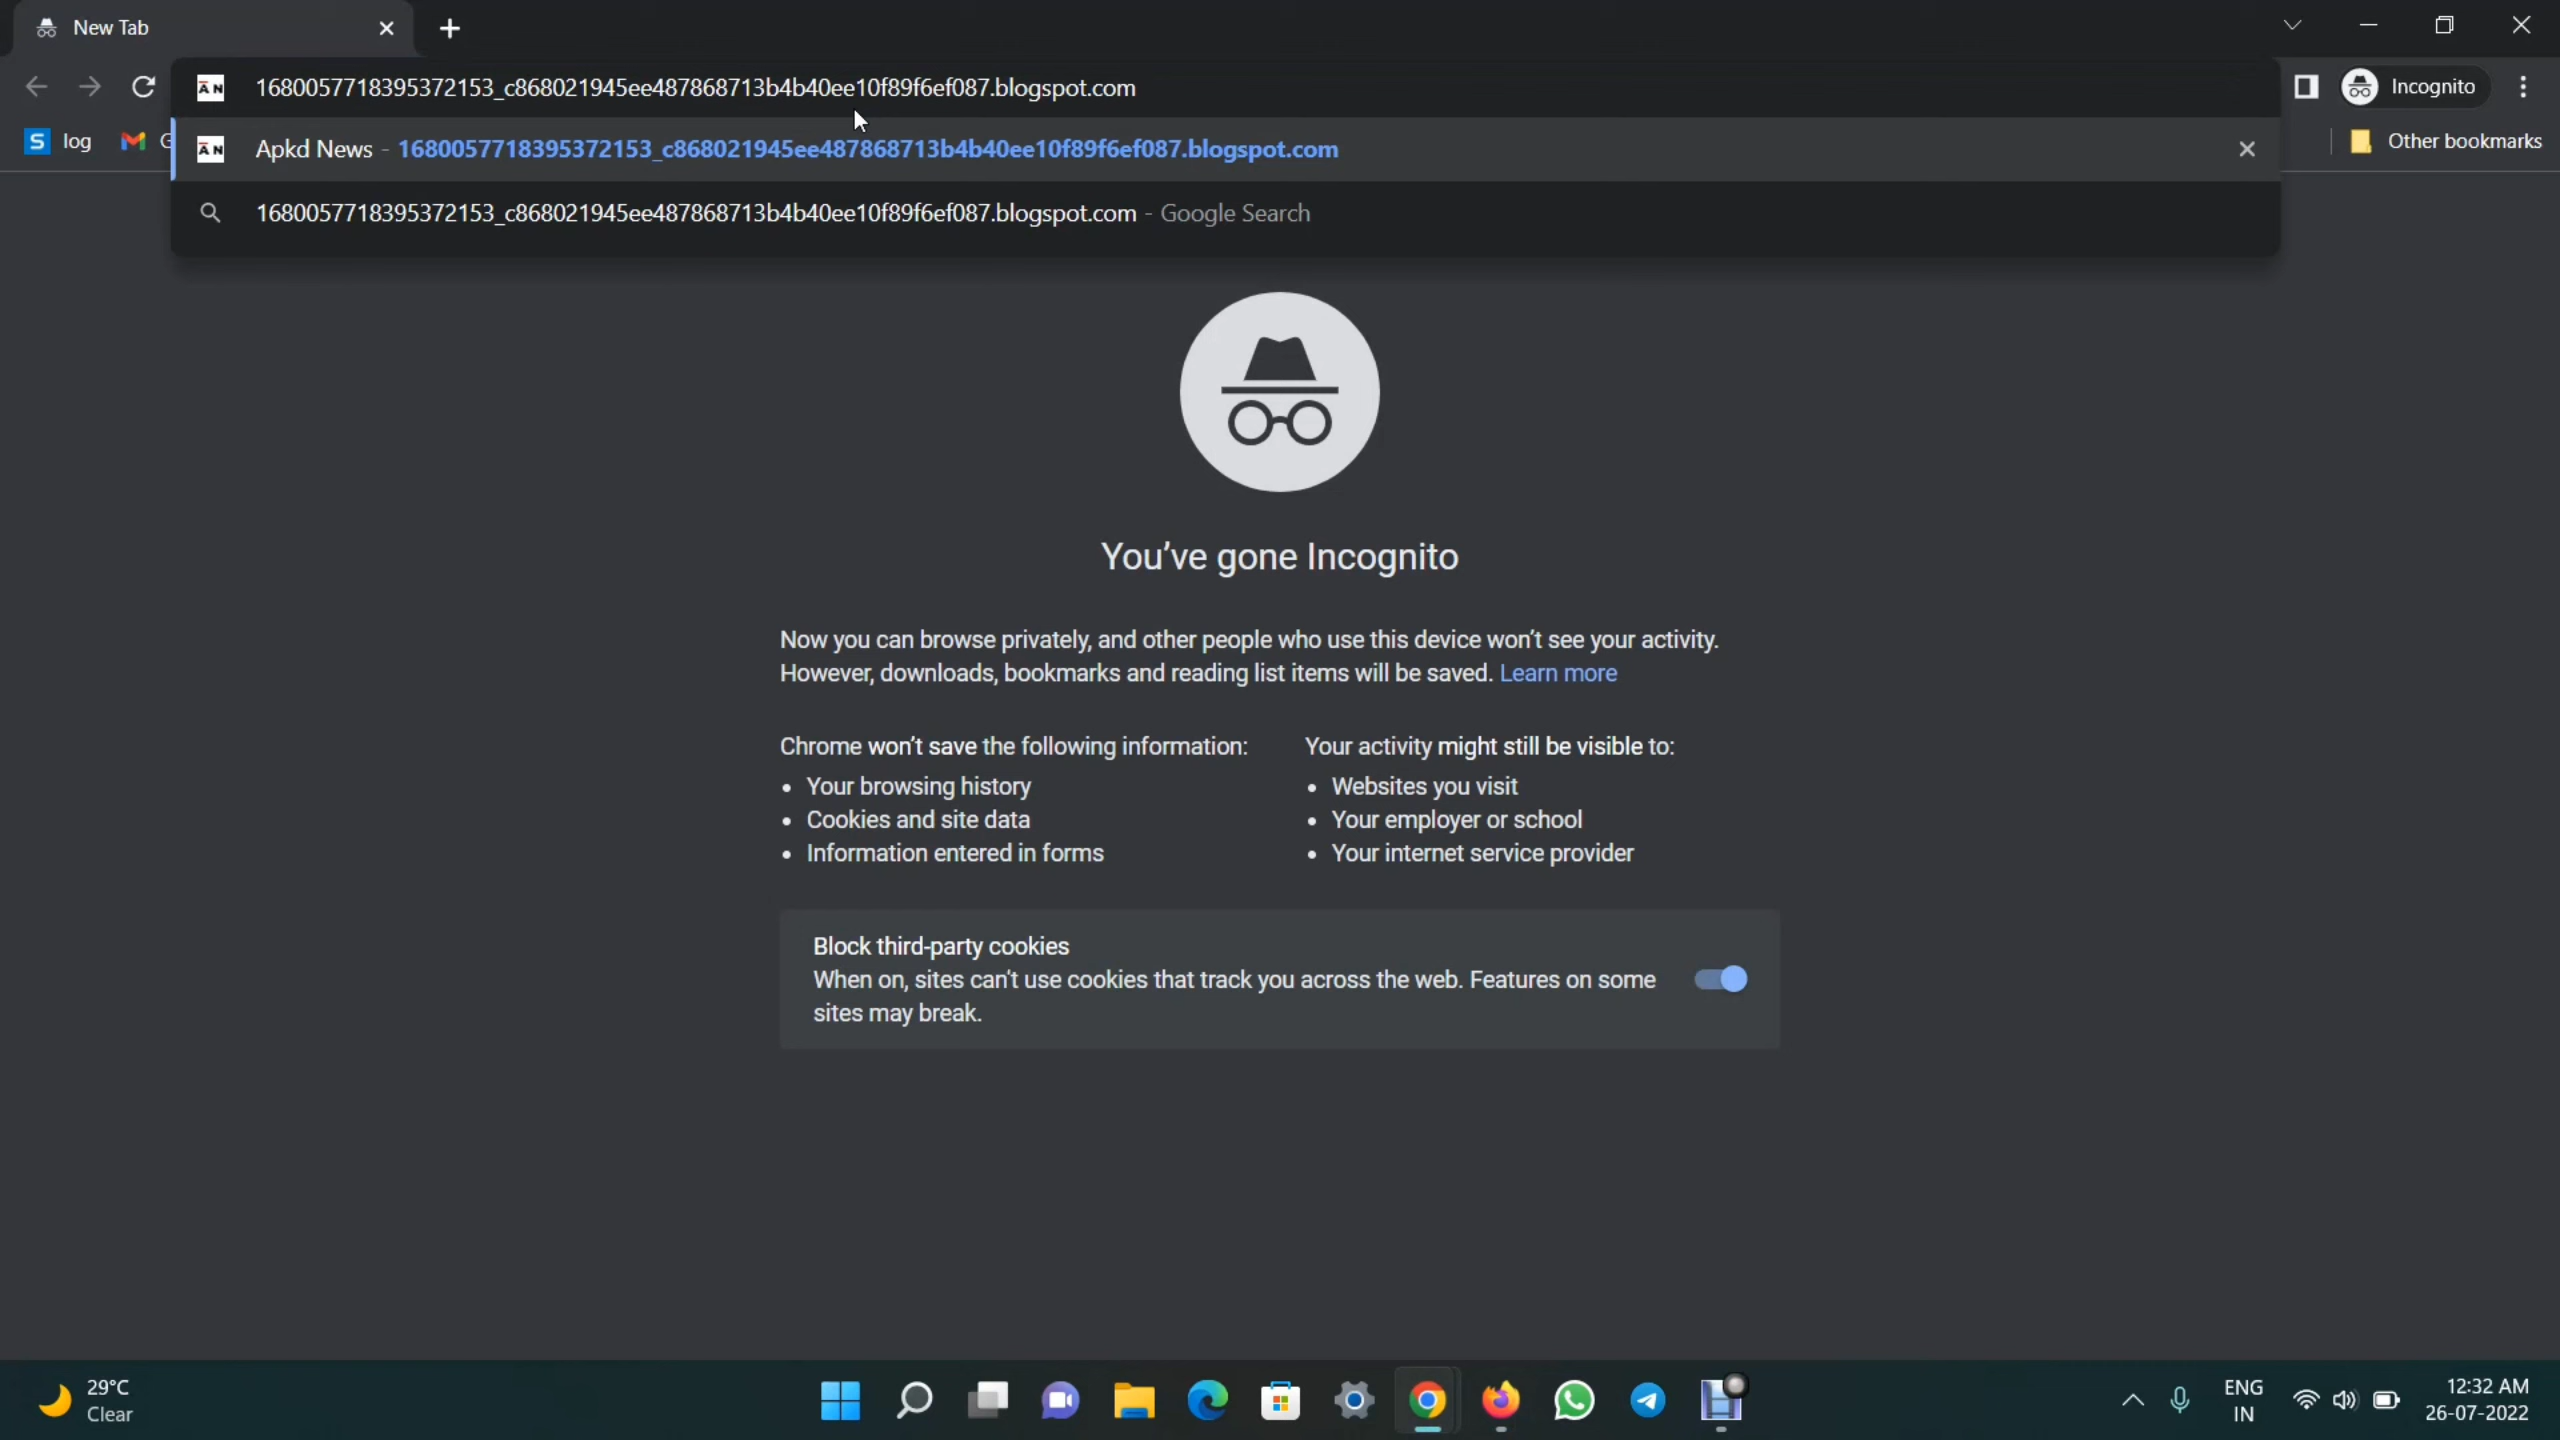 New Tab
1680057718395372153_c868021945ee487868713b4b40ee10f89f6ef087.blogspot.com
Incognito
S log G
AN Apkd News - 1680057718395372153_c868021945ee487868713b4b40ee10f89f6ef087.blogspot.com
Other bookmarks
1680057718395372153_c868021945ee487868713b4b40ee10f89f6ef087.blogspot.com - Google Search
You've gone Incognito
Now you can browse privately, and other people who use this device won't see your activity.
However, downloads, bookmarks and reading list items will be saved. Learn more
Chrome won't save the following information:
Your browsing history
Cookies and site data
Information entered in forms
Your activity might still be visible to:
Websites you visit
Your employer or school
Your internet service provider
Block third-party cookies
When on, sites can't use cookies that track you across the web. Features on some
sites may break.
29°C
Clear
ENG
IN
12:32 AM
26-07-2022